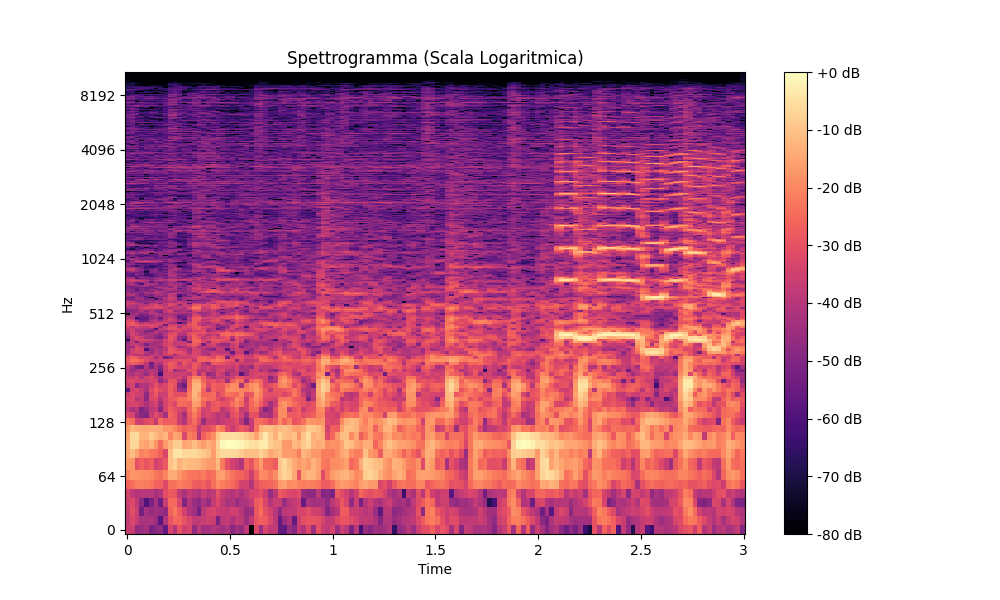 Spettrogramma (Scala Logaritmica)
8192
4096
2048
1024
512
256
128
64
0
Hz
0
0.5
1
1.5
2
2.5
3
Time
+0 dB
-10 dB
-20 dB
-30 dB
-40 dB
-50 dB
-60 dB
-70 dB
-80 dB